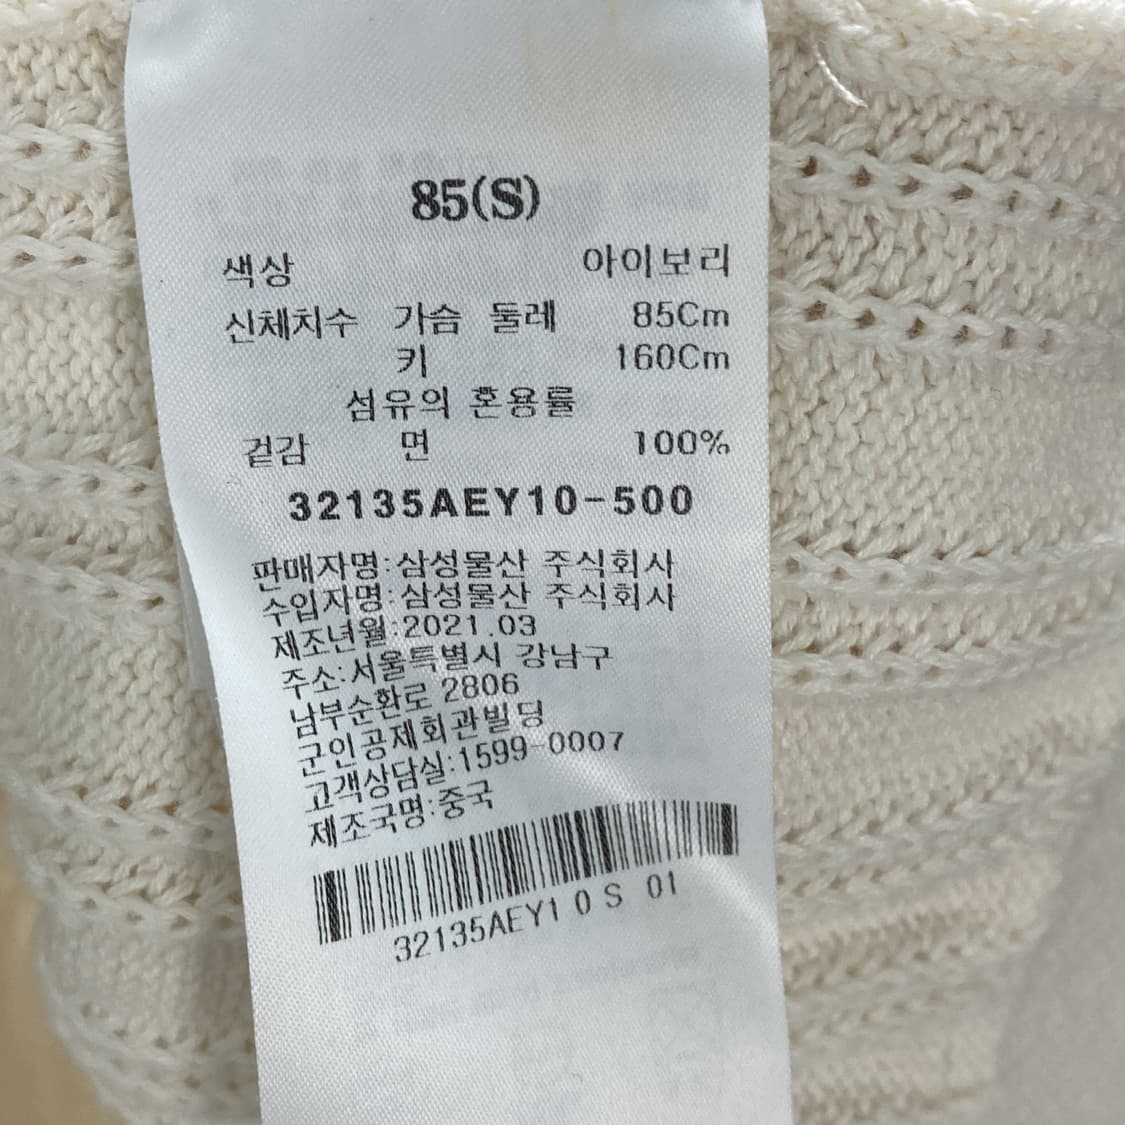 85(S)
색상 아이보리
신체치수 가슴 둘레 85Cm
키 160Cm
섬유의 혼용률
겉감 면 100%
32135AEY10-500
판매자명:삼성물산 주식회사
수입자명:삼성물산 주식회사
제조년월:2021.03
주소:서울특별시 강남구
남부순환로 2806
군인공제회관빌딩
고객상담실:1599-0007
제조국명:중국
32135AEY10 S 01